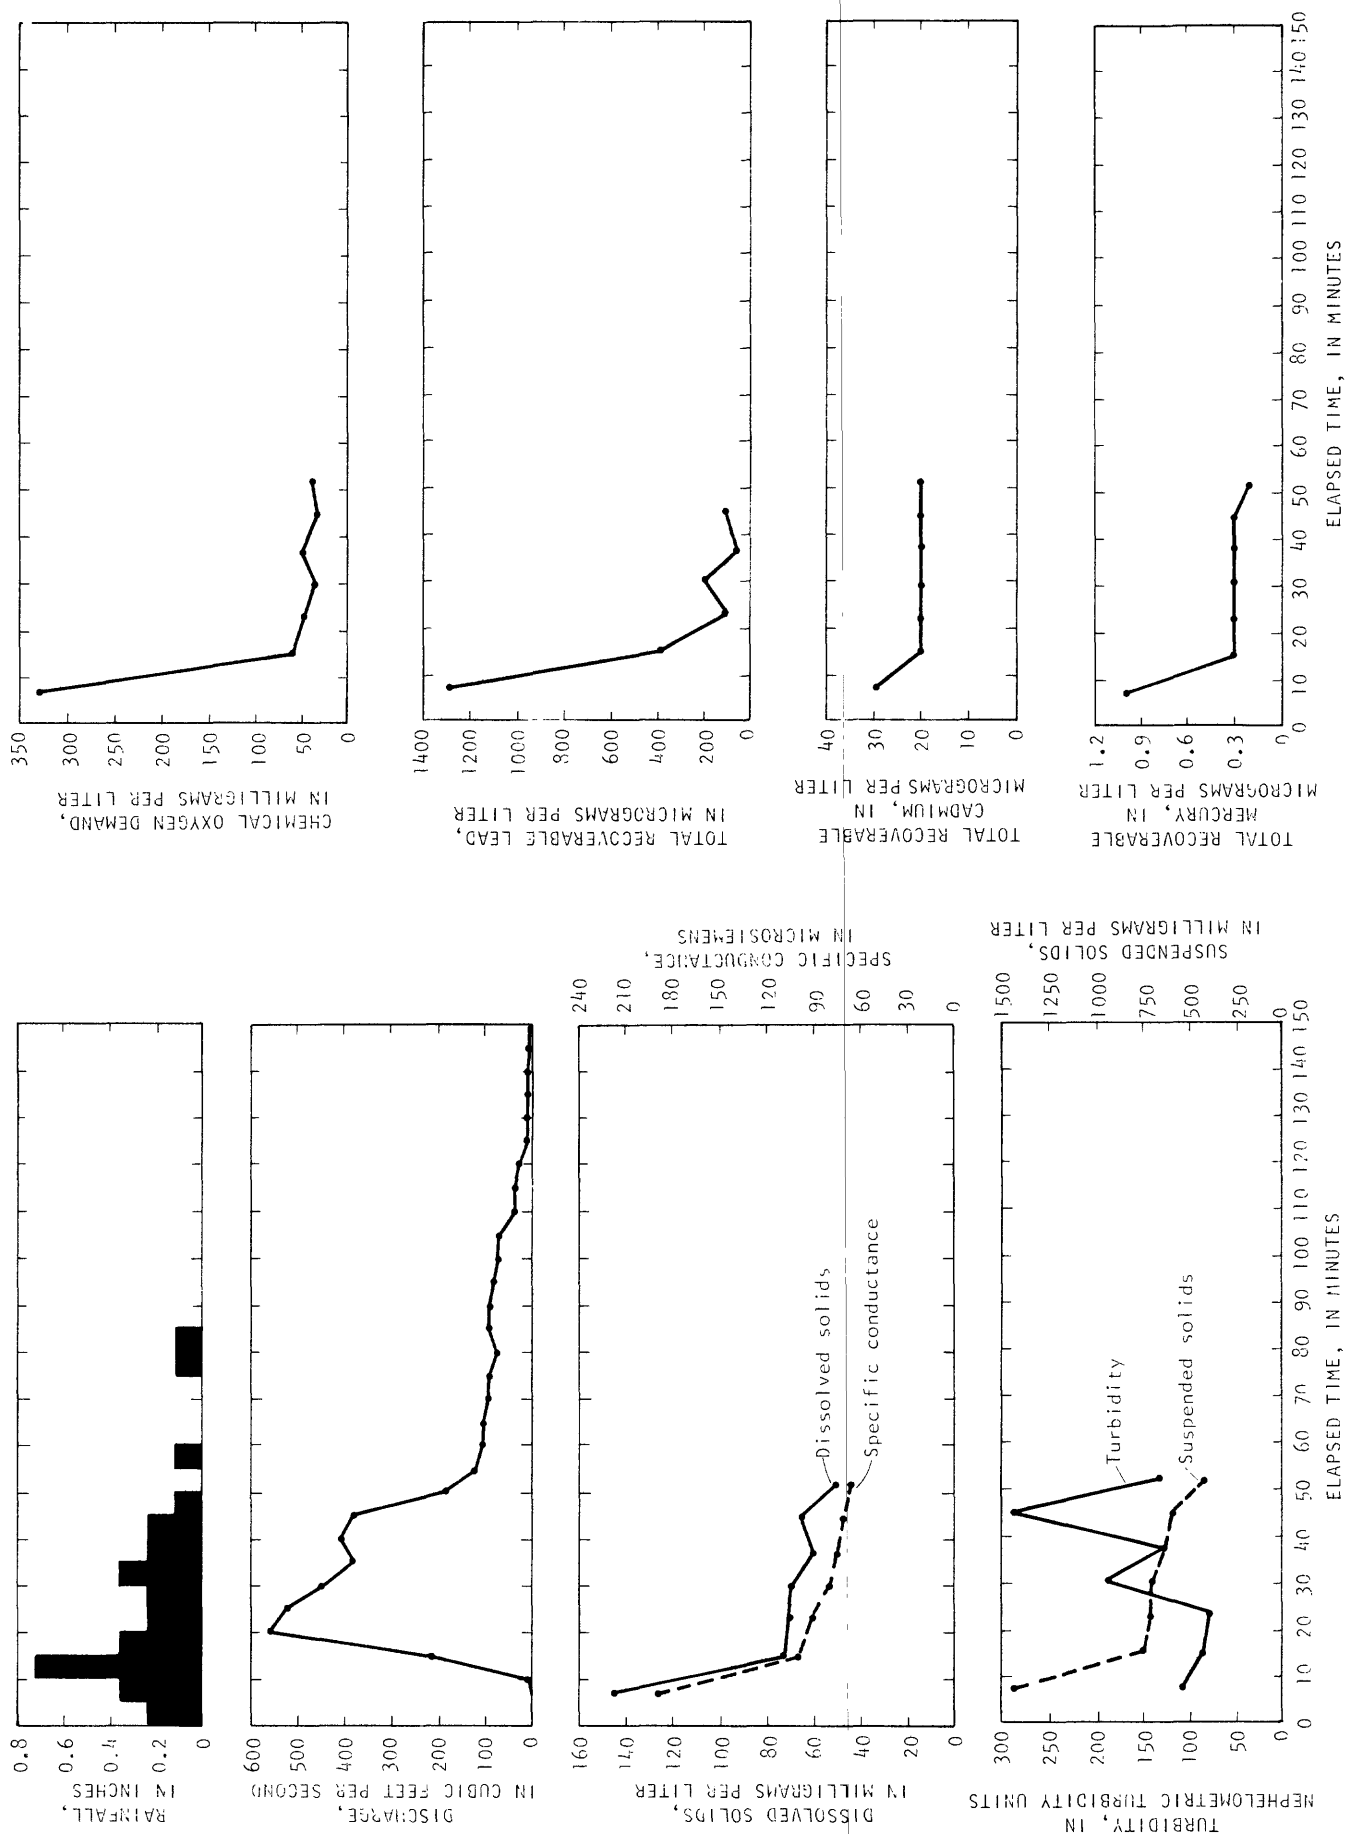 RAINFALL,
IN INCHES
0.8
0.6
0.4
0.2
0
DISCHARGE,
IN CUBIC FEET PER SECOND
600
500
400
300
200
100
0
DISSOLVED SOLIDS,
IN MILLIGRAMS PER LITER
160
140
120
100
80
60
40
20
0
SPECIFIC CONDUCTANCE,
IN MICROSIEMENS
240
210
180
150
120
90
60
30
0
Dissolved solids
Specific conductance
TURBIDITY, IN
NEPHELOMETRIC TURBIDITY UNITS
300
250
200
150
100
50
0
SUSPENDED SOLIDS,
IN MILLIGRAMS PER LITER
1500
1250
1000
750
500
250
0
Turbidity
Suspended solids
0 10 20 30 40 50 60 70 80 90 100 110 120 130 140 150
ELAPSED TIME, IN MINUTES
CHEMICAL OXYGEN DEMAND,
IN MILLIGRAMS PER LITER
350
300
250
200
150
100
50
0
TOTAL RECOVERABLE LEAD,
IN MICROGRAMS PER LITER
1400
1200
1000
800
600
400
200
0
TOTAL RECOVERABLE
CADMIUM, IN
MICROGRAMS PER LITER
40
30
20
10
0
TOTAL RECOVERABLE
MERCURY, IN
MICROGRAMS PER LITER
1.2
0.9
0.6
0.3
0
0 10 20 30 40 50 60 70 80 90 100 110 120 130 140 150
ELAPSED TIME, IN MINUTES